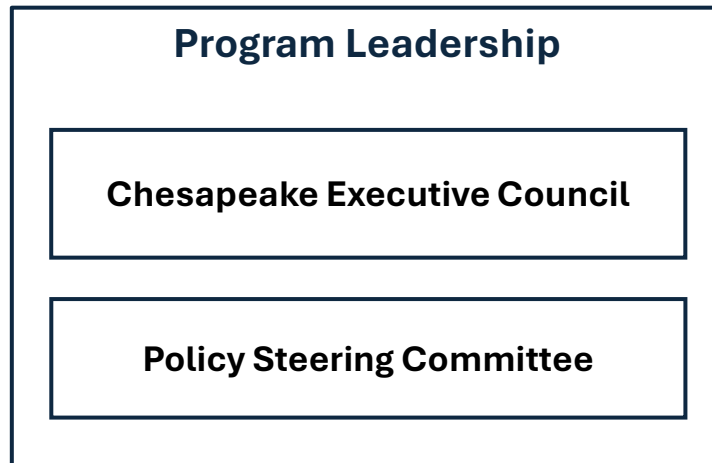 Program Leadership
Chesapeake Executive Council
Policy Steering Committee